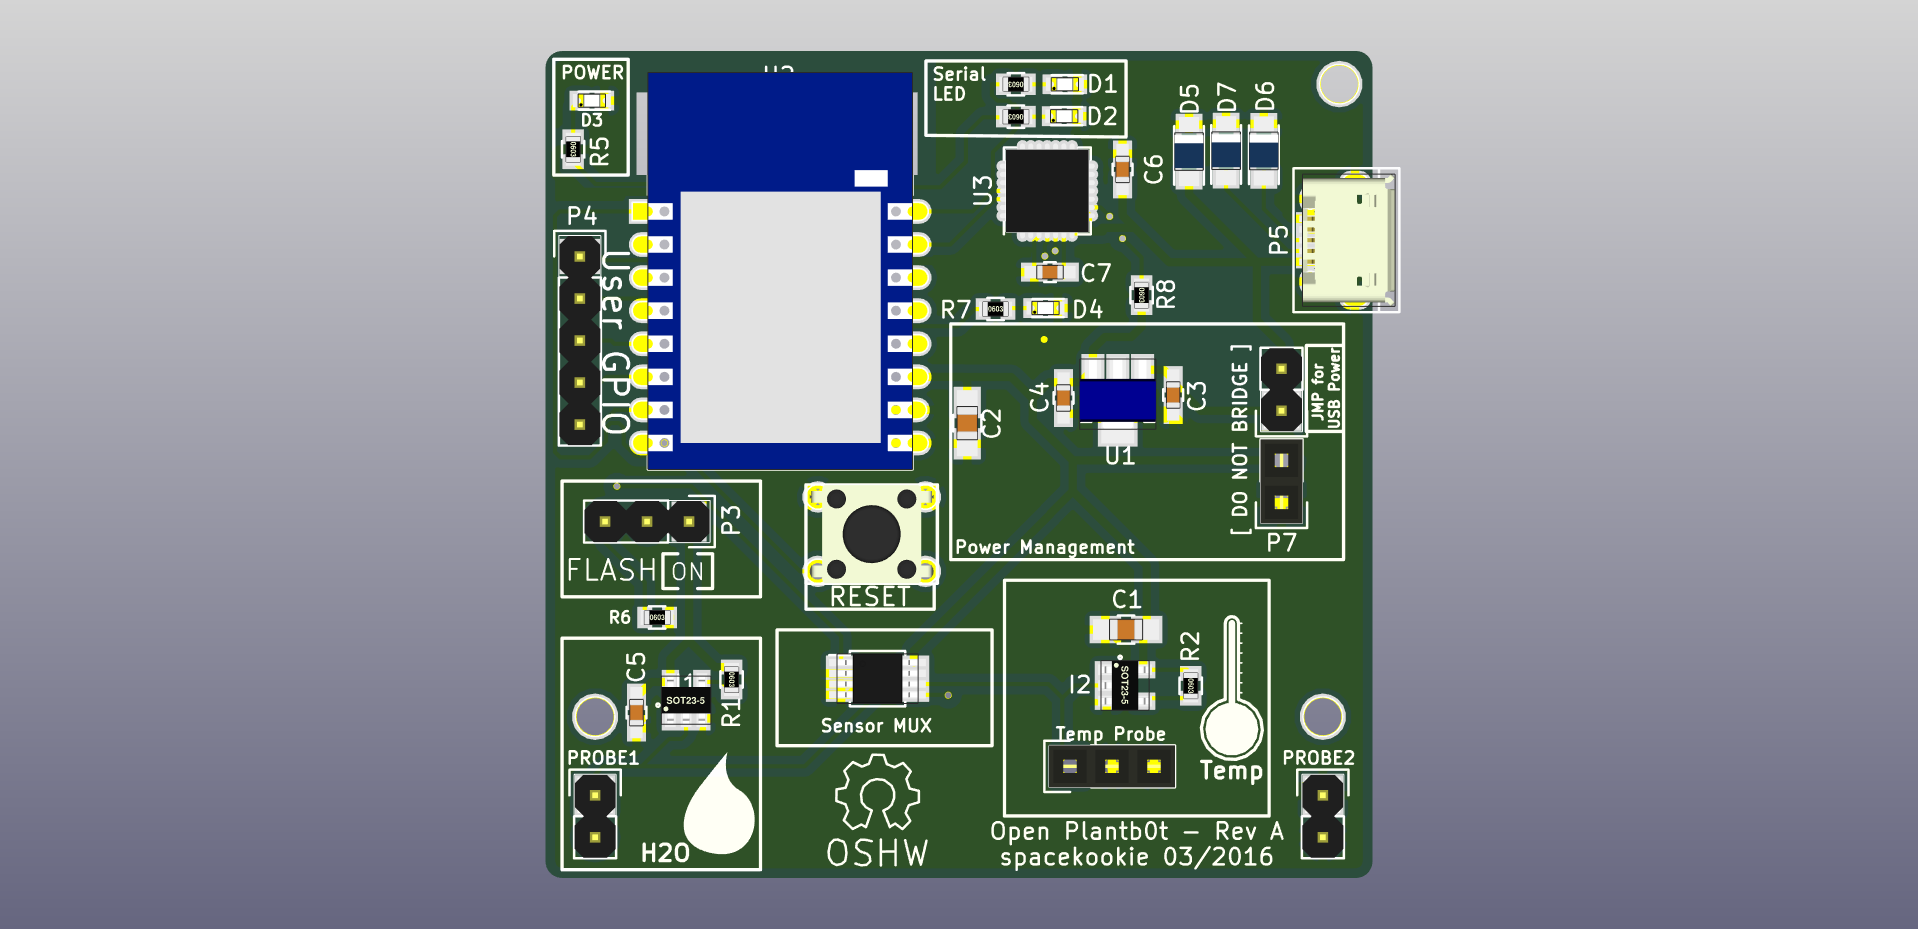 POWER
D3
R5
Serial
LED
D1
D2
D5
D7
D6
C6
U3
P4
User GPIO
P5
C7
R8
R7
D4
C4
C3
C2
U1
[ DO NOT BRIDGE ]
JMP for
USB Power
P7
Power Management
P3
FLASH
ON
RESET
R6
0603
C5
SOT23-5
R1
PROBE1
H2O
Sensor MUX
OSHW
C1
R2
I2
SOT23-5
Temp Probe
Temp
PROBE2
Open Plantb0t - Rev A
spacekookie 03/2016